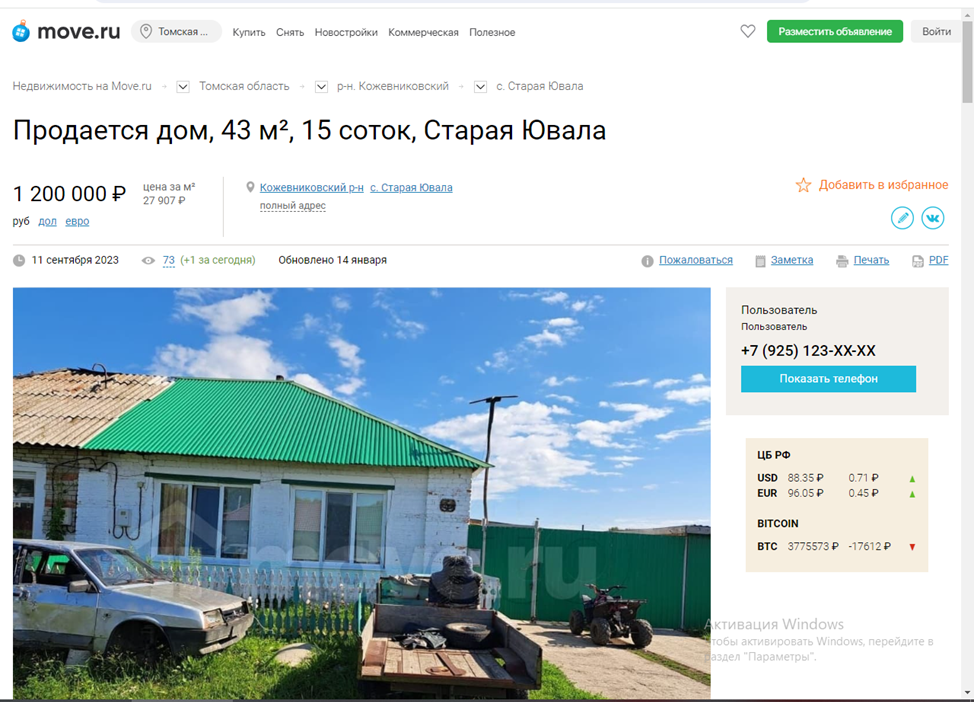 move.ru Томская ... Купить Снять Новостройки Коммерческая Полезное Разместить объявление Войти
Недвижимость на Move.ru → Томская область → р-н. Кожевниковский → с. Старая Ювала
Продается дом, 43 м², 15 соток, Старая Ювала
1 200 000 ₽
цена за м²
27 907 ₽
руб дол евро
Кожевниковский р-н с. Старая Ювала
полный адрес
Добавить в избранное
11 сентября 2023 73 (+1 за сегодня) Обновлено 14 января Пожаловаться Заметка Печать PDF
move.ru
Пользователь
Пользователь
+7 (925) 123-XX-XX
Показать телефон
ЦБ РФ
USD 88.35 ₽ 0.71 ₽
EUR 96.05 ₽ 0.45 ₽
BITCOIN
BTC 3775573 ₽ -17612 ₽
Активация Windows
Чтобы активировать Windows, перейдите в
раздел "Параметры".